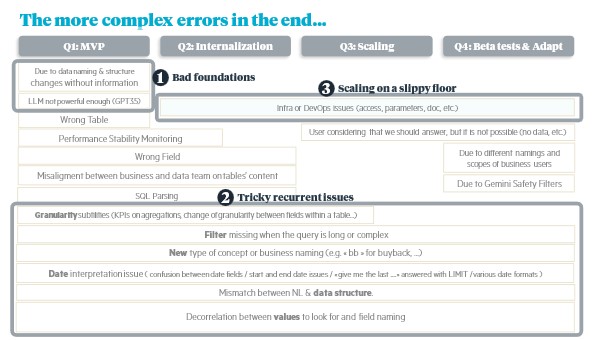 The more complex errors in the end...
Q1: MVP
Q2: Internalization
Q3: Scaling
Q4: Beta tests & Adapt
Due to data naming & structure
changes without information
LLM not powerful enough (GPT35)
1 Bad foundations
3 Scaling on a slippy floor
Infra or DevOps issues (access, parameters, doc, etc.)
Wrong Table
User considering that we should answer, but it is not possible (no data, etc.)
Performance Stability Monitoring
Wrong Field
Due to different namings and
scopes of business users
Misaligment between business and data team on tables' content
Due to Gemini Safety Filters
SQL Parsing
2 Tricky recurrent issues
Granularity subtilities (KPIs on agregations, change of granularity between fields within a table...)
Filter missing when the query is long or complex
New type of concept or business naming (e.g. « bb » for buyback, ...)
Date interpretation issue ( confusion between date fields / start and end date issues / « give me the last ....» answered with LIMIT / various date formats )
Mismatch between NL & data structure.
Decorrelation between values to look for and field naming